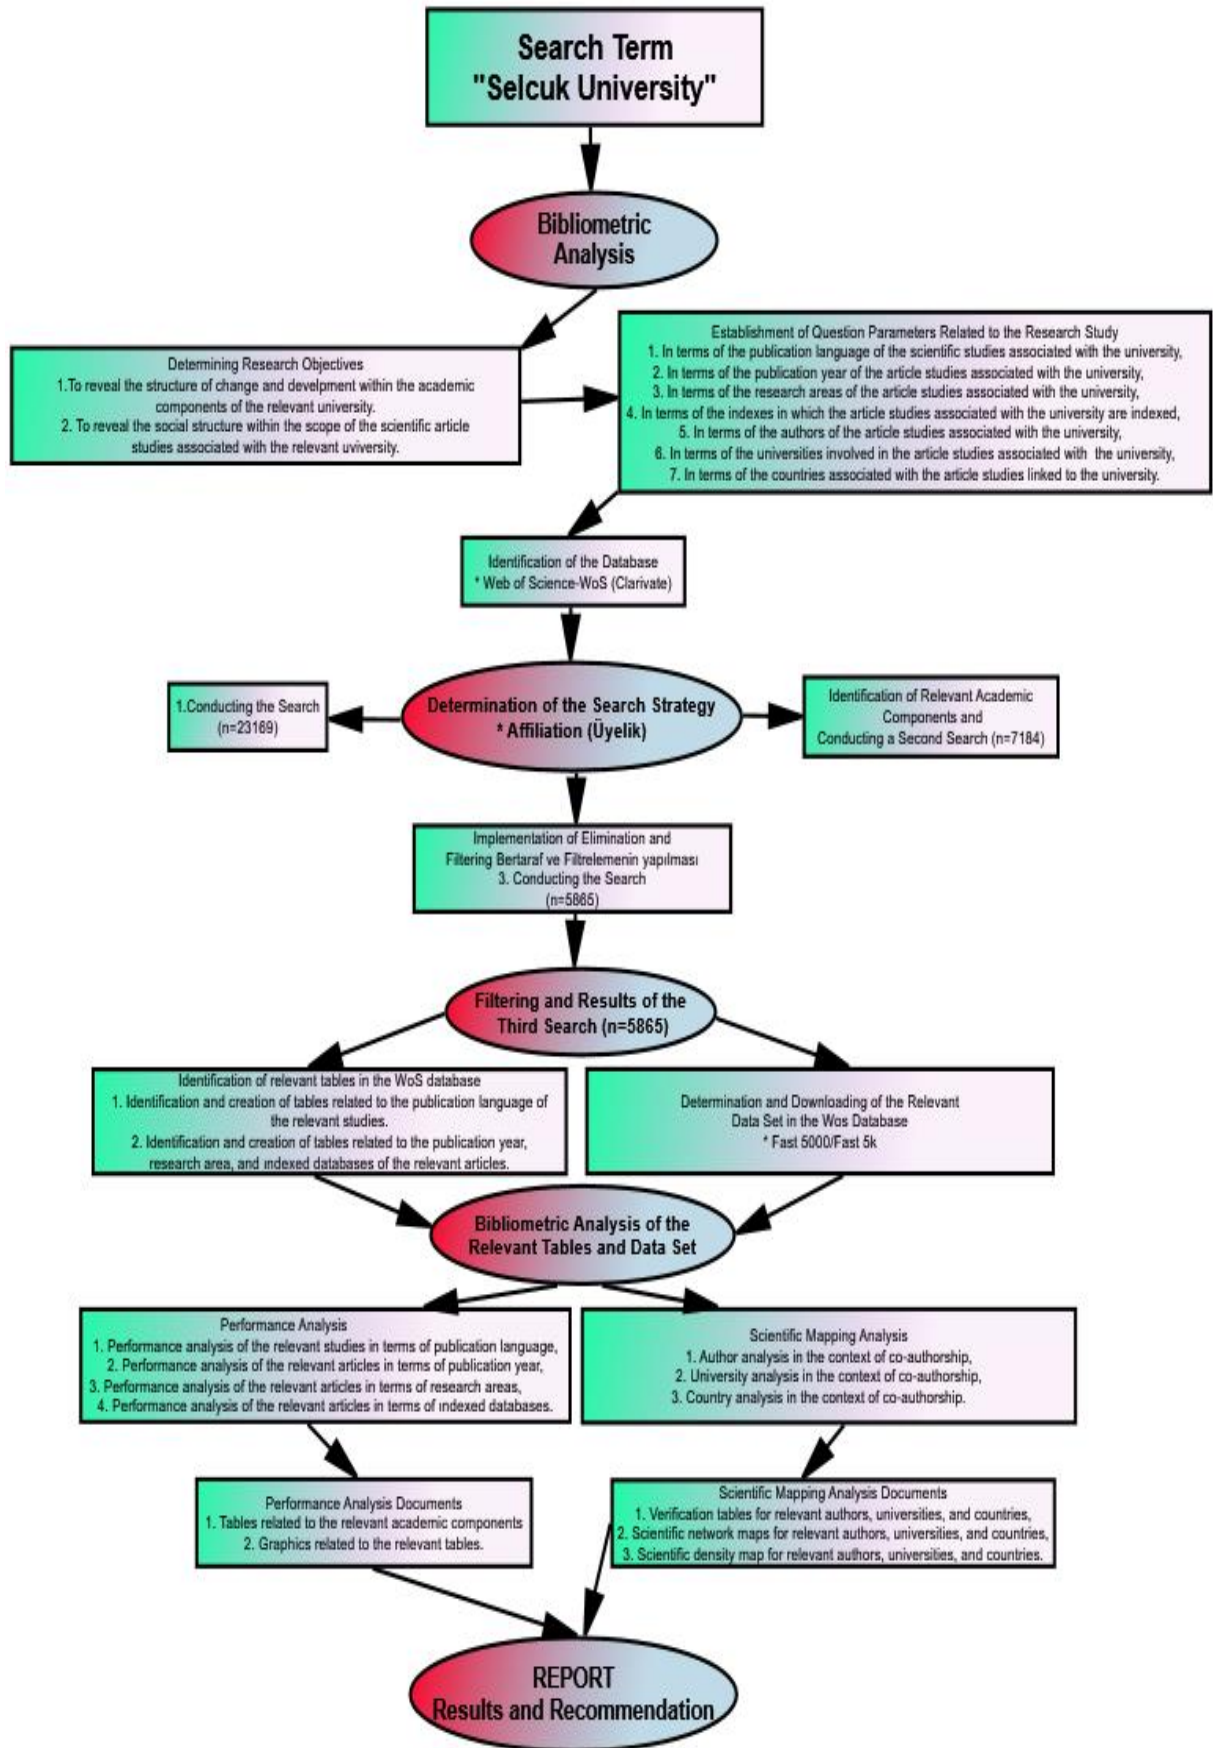 Search Term
"Selcuk University"
Bibliometric
Analysis
Determining Research Objectives
1.To reveal the structure of change and develpment within the academic
components of the relevant university.
2. To reveal the social structure within the scope of the scientific article
studies associated with the relevant uviversity.
Establishment of Question Parameters Related to the Research Study
1. In terms of the publication language of the scientific studies associated with the university,
2. In terms of the publication year of the article studies associated with the university,
3. In terms of the research areas of the article studies associated with the university,
4. In terms of the indexes in which the article studies associated with the university are indexed,
5. In terms of the authors of the article studies associated with the university,
6. In terms of the universities involved in the article studies associated with the university,
7. In terms of the countries associated with the article studies linked to the university.
Identification of the Database
* Web of Science-WoS (Clarivate)
1.Conducting the Search
(n=23169)
Determination of the Search Strategy
* Affiliation (Üyelik)
Identification of Relevant Academic
Components and
Conducting a Second Search (n=7184)
Implementation of Elimination and
Filtering Bertaraf ve Filtrelemenin yapılması
3. Conducting the Search
(n=5865)
Filtering and Results of the
Third Search (n=5865)
Identification of relevant tables in the WoS database
1. Identification and creation of tables related to the publication language of
the relevant studies.
2. Identification and creation of tables related to the publication year,
research area, and ındexed databases of the relevant articles.
Determination and Downloading of the Relevant
Data Set in the Wos Database
* Fast 5000/Fast 5k
Bibliometric Analysis of the
Relevant Tables and Data Set
Performance Analysis
1. Performance analysis of the relevant studies in terms of publication language,
2. Performance analysis of the relevant articles in terms of publication year,
3. Performance analysis of the relevant articles in terms of research areas,
4. Performance analysis of the relevant articles in terms of ındexed databases.
Scientific Mapping Analysis
1. Author analysis in the context of co-authorship,
2. University analysis in the context of co-authorship,
3. Country analysis in the context of co-authorship.
Performance Analysis Documents
1. Tables related to the relevant academic components
2. Graphics related to the relevant tables.
Scientific Mapping Analysis Documents
1. Verification tables for relevant authors, universities, and countries,
2. Scientific network maps for relevant authors, universities, and countries,
3. Scientific density map for relevant authors, universities, and countries.
REPORT
Results and Recommendation